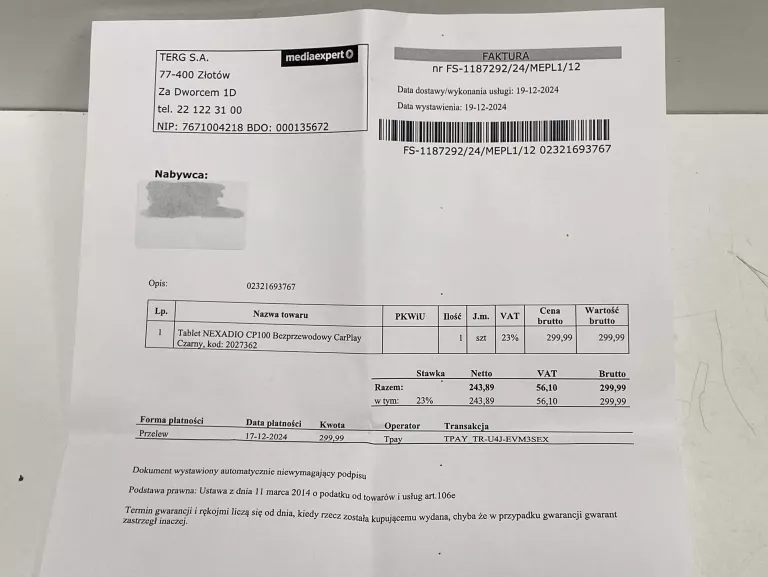 TERG S.A.
mediaexpert
77-400 Złotów
Za Dworcem 1D
tel. 22 122 31 00
NIP: 7671004218 BDO: 000135672
FAKTURA
nr FS-1187292/24/MEPL1/12
Data dostawy/wykonania usługi: 19-12-2024
Data wystawienia: 19-12-2024
FS-1187292/24/MEPL1/12 02321693767
Nabywca:
Opis: 02321693767
Lp. Nazwa towaru PKWiU Ilość J.m. VAT Cena brutto Wartość brutto
1 Tablet NEXADIO CP100 Bezprzewodowy CarPlay 1 szt 23% 299,99 299,99
Czarny, kod: 2027362
Stawka Netto VAT Brutto
Razem: 243,89 56,10 299,99
w tym: 23% 243,89 56,10 299,99
Forma płatności Data płatności Kwota Operator Transakcja
Przelew 17-12-2024 299,99 Tpay TPAY_TR-U4J-EVM3SEX
Dokument wystawiony automatycznie niewymagający podpisu
Podstawa prawna: Ustawa z dnia 11 marca 2014 o podatku od towarów i usług art.106e
Termin gwarancji i rękojmi liczą się od dnia, kiedy rzecz została kupującemu wydana, chyba że w przypadku gwarancji gwarant
zastrzegł inaczej.